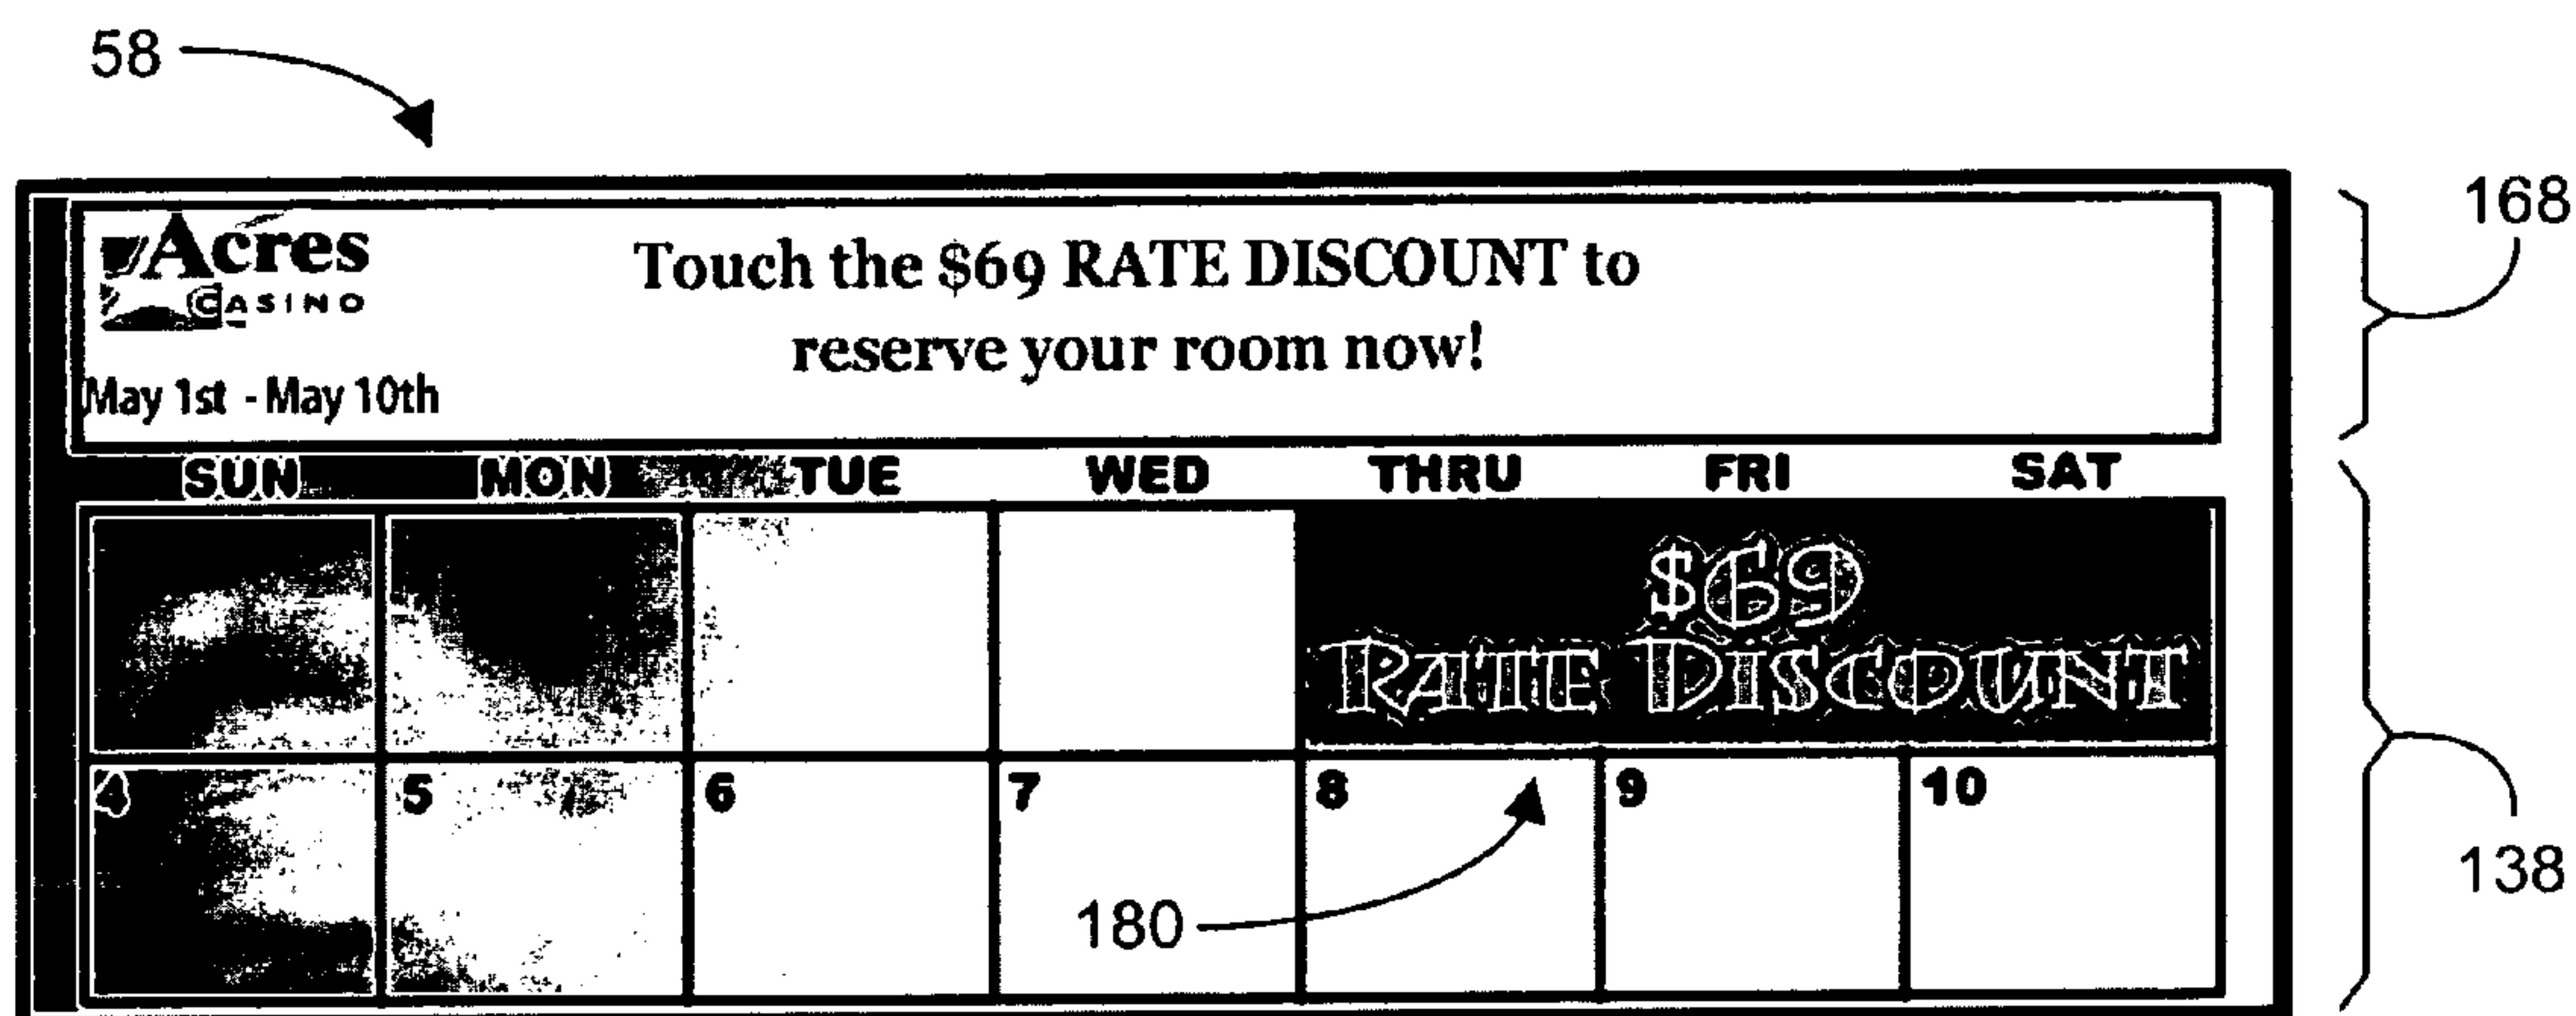 58
168
Acres
CASINO
Touch the $69 RATE DISCOUNT to
reserve your room now!
May 1st - May 10th
SUN MON TUE WED THRU FRI SAT
$69
RATE DISCOUNT
4 5 6 7 8 9 10
180
138